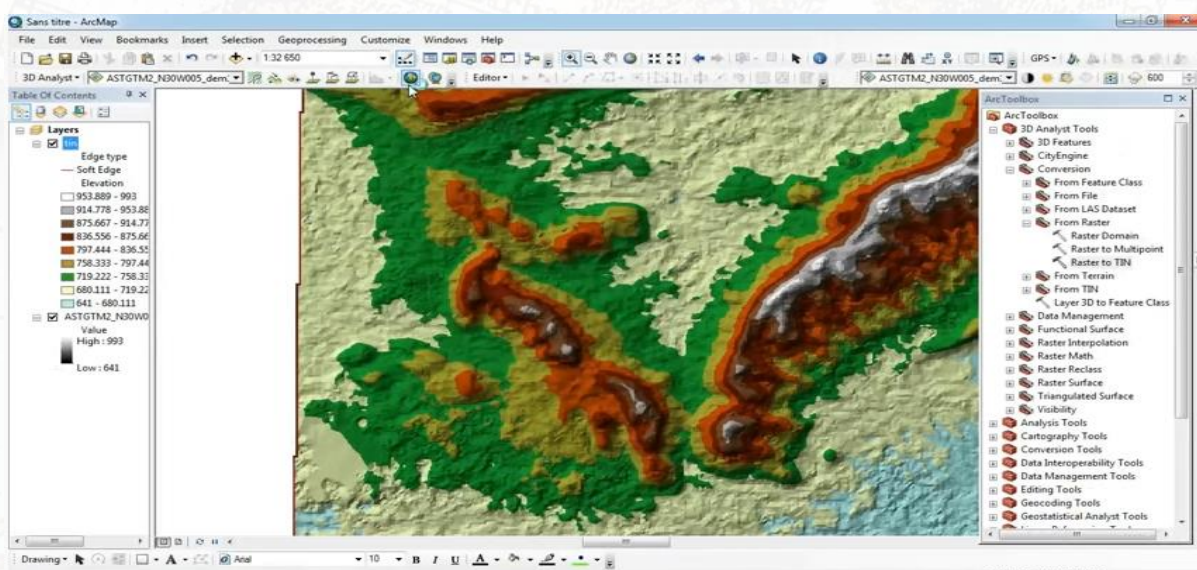 Sans titre - ArcMap
File Edit View Bookmarks Insert Selection Geoprocessing Customize Windows Help
1:32 650
GPS
3D Analyst
ASTGTM2_N30W005_dem
Editor
ASTGTM2_N30W005_dem
600
Table Of Contents
Layers
tin
Edge type
Soft Edge
Elevation
953.889 - 993
914.778 - 953.88
875.667 - 914.77
836.556 - 875.66
797.444 - 836.55
758.333 - 797.44
719.222 - 758.33
680.111 - 719.22
641 - 680.111
ASTGTM2_N30W0
Value
High : 993
Low : 641
ArcToolbox
ArcToolbox
3D Analyst Tools
3D Features
CityEngine
Conversion
From Feature Class
From File
From LAS Dataset
From Raster
Raster Domain
Raster to Multipoint
Raster to TIN
From Terrain
From TIN
Layer 3D to Feature Class
Data Management
Functional Surface
Raster Interpolation
Raster Math
Raster Reclass
Raster Surface
Triangulated Surface
Visibility
Analysis Tools
Cartography Tools
Conversion Tools
Data Interoperability Tools
Data Management Tools
Editing Tools
Geocoding Tools
Geostatistical Analyst Tools
Drawing
A
Arial
10
B I U A